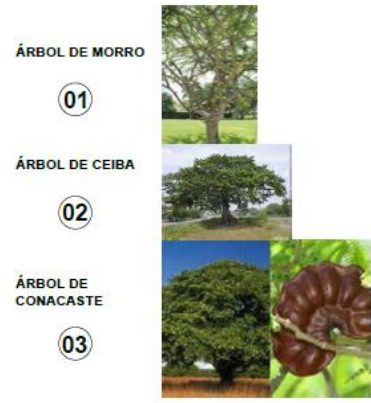 ÁRBOL DE MORRO
01
ÁRBOL DE CEIBA
02
ÁRBOL DE
CONACASTE
03